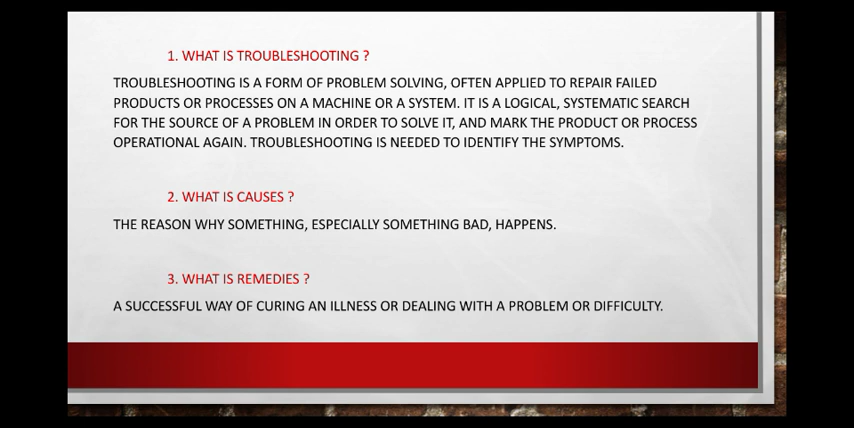 1. WHAT IS TROUBLESHOOTING ?
TROUBLESHOOTING IS A FORM OF PROBLEM SOLVING, OFTEN APPLIED TO REPAIR FAILED
PRODUCTS OR PROCESSES ON A MACHINE OR A SYSTEM. IT IS A LOGICAL, SYSTEMATIC SEARCH
FOR THE SOURCE OF A PROBLEM IN ORDER TO SOLVE IT, AND MARK THE PRODUCT OR PROCESS
OPERATIONAL AGAIN. TROUBLESHOOTING IS NEEDED TO IDENTIFY THE SYMPTOMS.
2. WHAT IS CAUSES ?
THE REASON WHY SOMETHING, ESPECIALLY SOMETHING BAD, HAPPENS.
3. WHAT IS REMEDIES ?
A SUCCESSFUL WAY OF CURING AN ILLNESS OR DEALING WITH A PROBLEM OR DIFFICULTY.